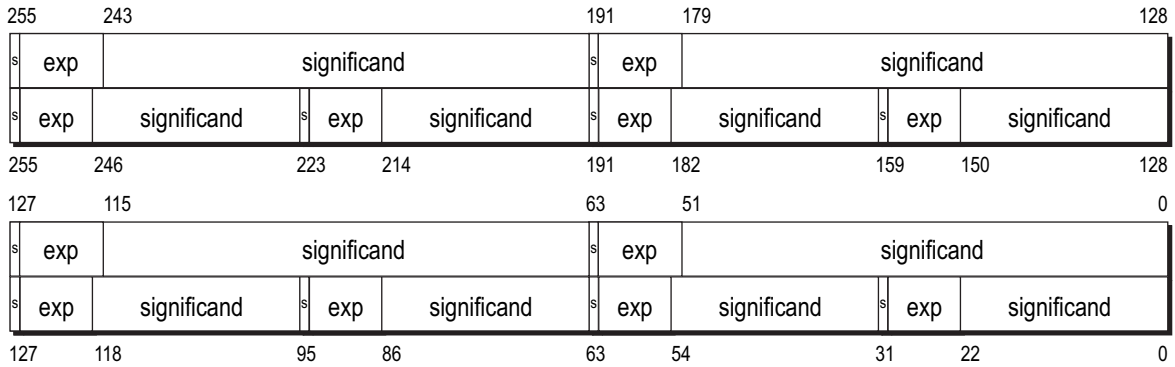 255 243 191 179 128
s exp significand s exp significand
s exp significand s exp significand s exp significand s exp significand
255 246 223 214 191 182 159 150 128
127 115 63 51 0
s exp significand s exp significand
s exp significand s exp significand s exp significand s exp significand
127 118 95 86 63 54 31 22 0